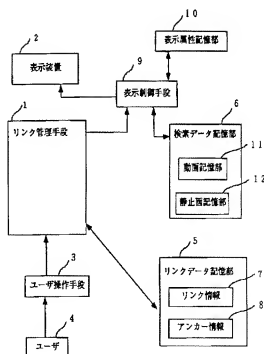 10
表示属性記憶部
2
表示装置
9
表示制御手段
1
リンク管理手段
6
検索データ記憶部
11
動画記憶部
12
静止画記憶部
3
ユーザ操作手段
4
ユーザ
5
リンクデータ記憶部
7
リンク情報
8
アンカー情報